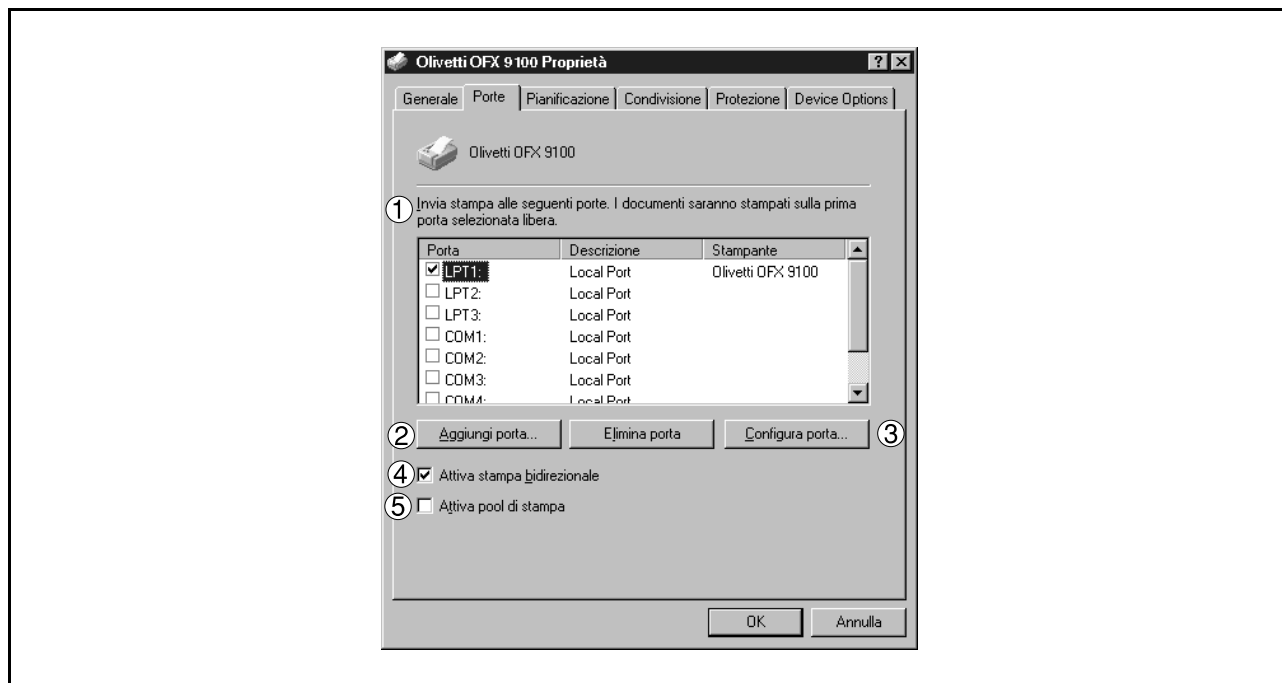 Olivetti OFX 9100 Proprietà
Generale Porte Pianificazione Condivisione Protezione Device Options
Olivetti OFX 9100
① Invia stampa alle seguenti porte. I documenti saranno stampati sulla prima
porta selezionata libera.
Porta Descrizione Stampante
LPT1: Local Port Olivetti OFX 9100
LPT2: Local Port
LPT3: Local Port
COM1: Local Port
COM2: Local Port
COM3: Local Port
COM4: Local Port
② Aggiungi porta... Elimina porta Configura porta... ③
④ Attiva stampa bidirezionale
⑤ Attiva pool di stampa
OK Annulla